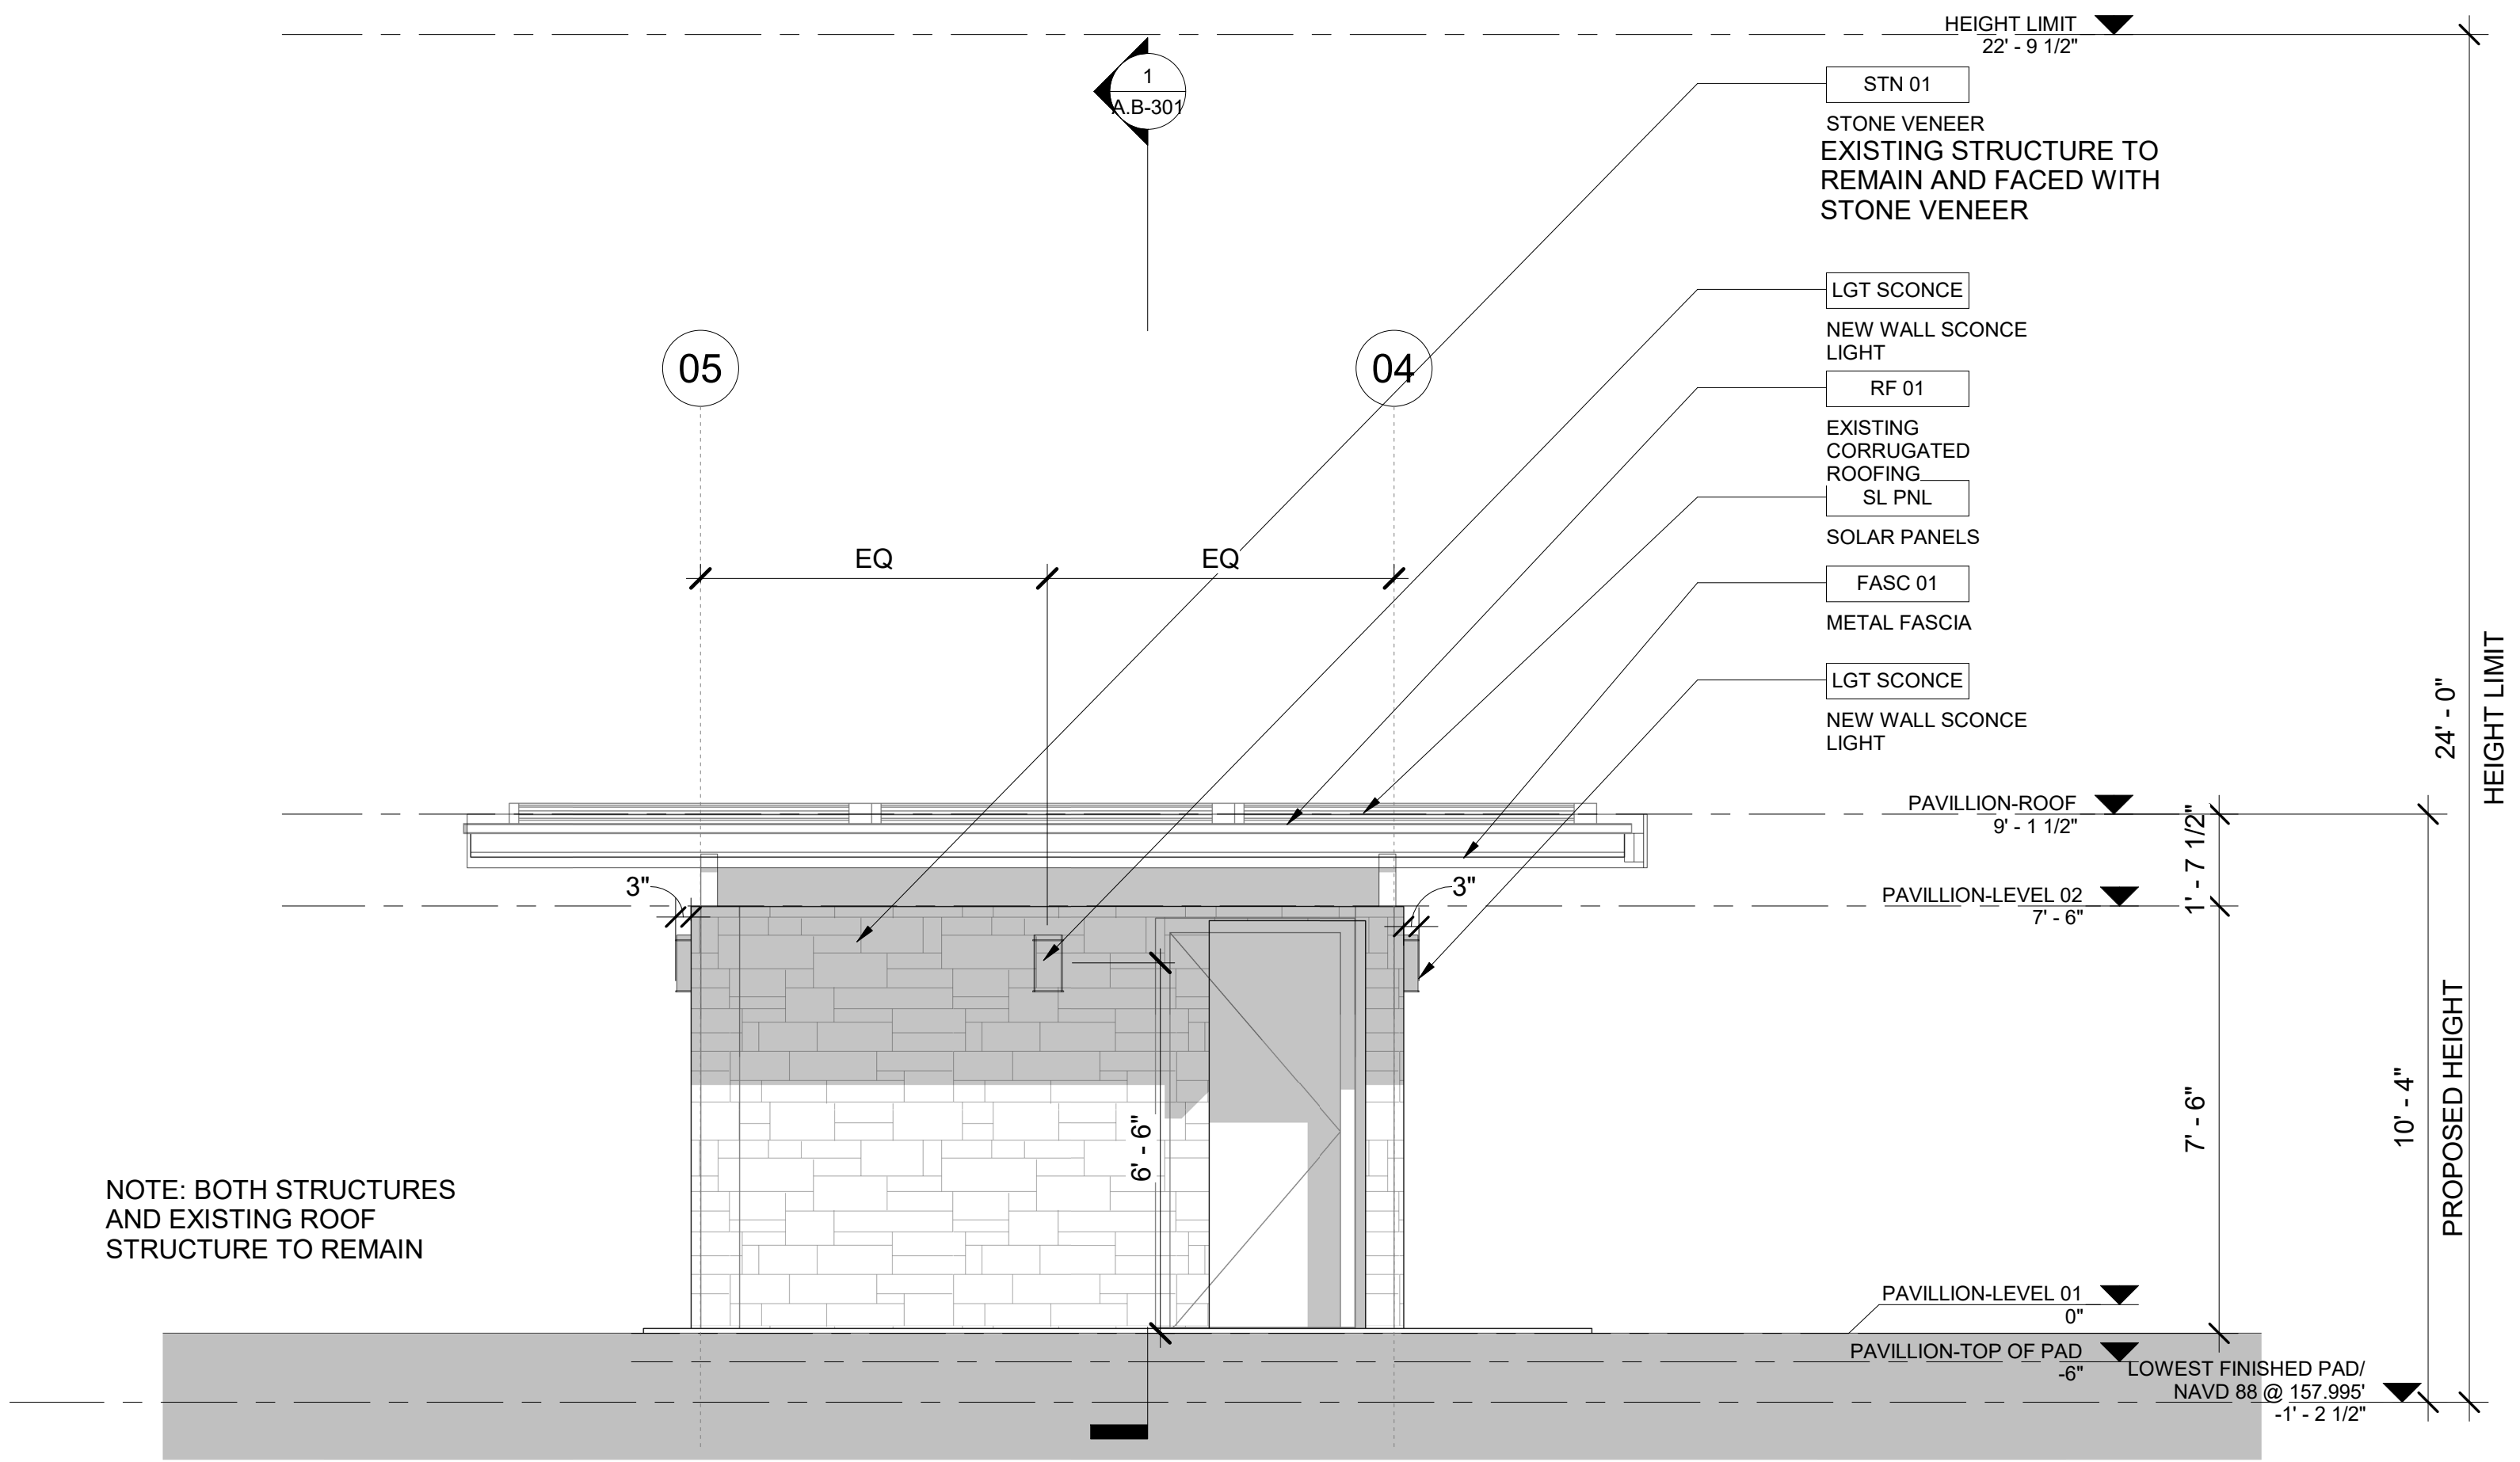 HEIGHT LIMIT
22' - 9 1/2"
1
A.B-301
STN 01
STONE VENEER
EXISTING STRUCTURE TO
REMAIN AND FACED WITH
STONE VENEER
LGT SCONCE
NEW WALL SCONCE
LIGHT
05
04
RF 01
EXISTING
CORRUGATED
ROOFING
SL PNL
SOLAR PANELS
EQ
EQ
FASC 01
METAL FASCIA
LGT SCONCE
NEW WALL SCONCE
LIGHT
24' - 0"
HEIGHT LIMIT
PAVILLION-ROOF
9' - 1 1/2"
1' - 7 1/2"
3"
3"
PAVILLION-LEVEL 02
7' - 6"
6' - 6"
7' - 6"
10' - 4"
PROPOSED HEIGHT
NOTE: BOTH STRUCTURES
AND EXISTING ROOF
STRUCTURE TO REMAIN
PAVILLION-LEVEL 01
0"
PAVILLION-TOP OF PAD
-6"
LOWEST FINISHED PAD/
NAVD 88 @ 157.995'
-1' - 2 1/2"